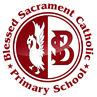 Blessed Sacrament Catholic
Primary School
B
S